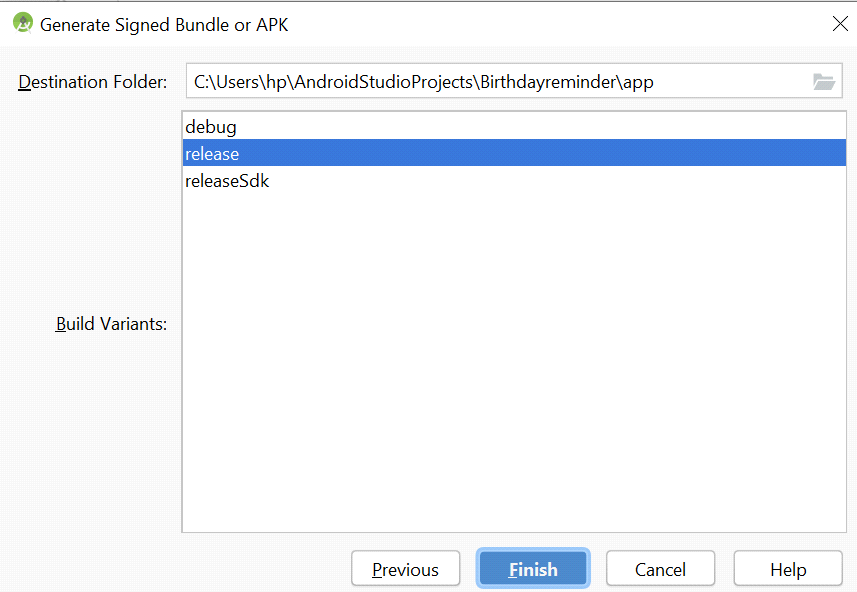 Generate Signed Bundle or APK
Destination Folder: C:\Users\hp\AndroidStudioProjects\Birthdayreminder\app
debug
release
releaseSdk
Build Variants:
Previous Finish Cancel Help